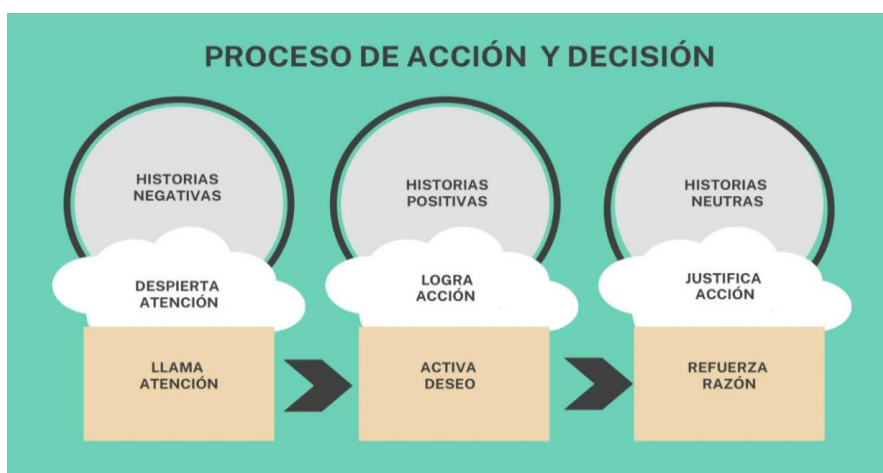 PROCESO DE ACCIÓN Y DECISIÓN
HISTORIAS
NEGATIVAS
DESPIERTA
ATENCIÓN
LLAMA
ATENCIÓN
HISTORIAS
POSITIVAS
LOGRA
ACCIÓN
ACTIVA
DESEO
HISTORIAS
NEUTRAS
JUSTIFICA
ACCIÓN
REFUERZA
RAZÓN